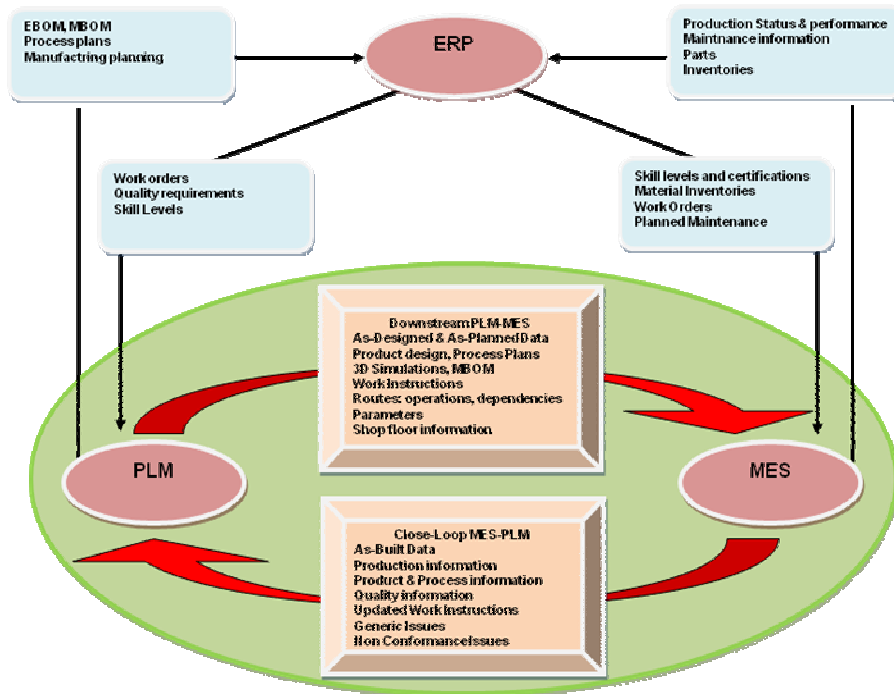 EBOM, MBOM
Process plans
Manufactring planning
ERP
Production Status & performance
Maintnance information
Parts
Inventories
Work orders
Quality requirements
Skill Levels
Skill levels and certifications
Material Inventories
Work Orders
Planned Maintenance
Downstream PLM-MES
As-Designed & As-Planned Data
Product design, Process Plans
3D Simulations, MBOM
Work Instructions
Routes: operations, dependencies
Parameters
Shop floor information
PLM
MES
Close-Loop MES-PLM
As-Built Data
Production information
Product & Process information
Quality information
Updated Work Instructions
Generic Issues
Non Conformance Issues